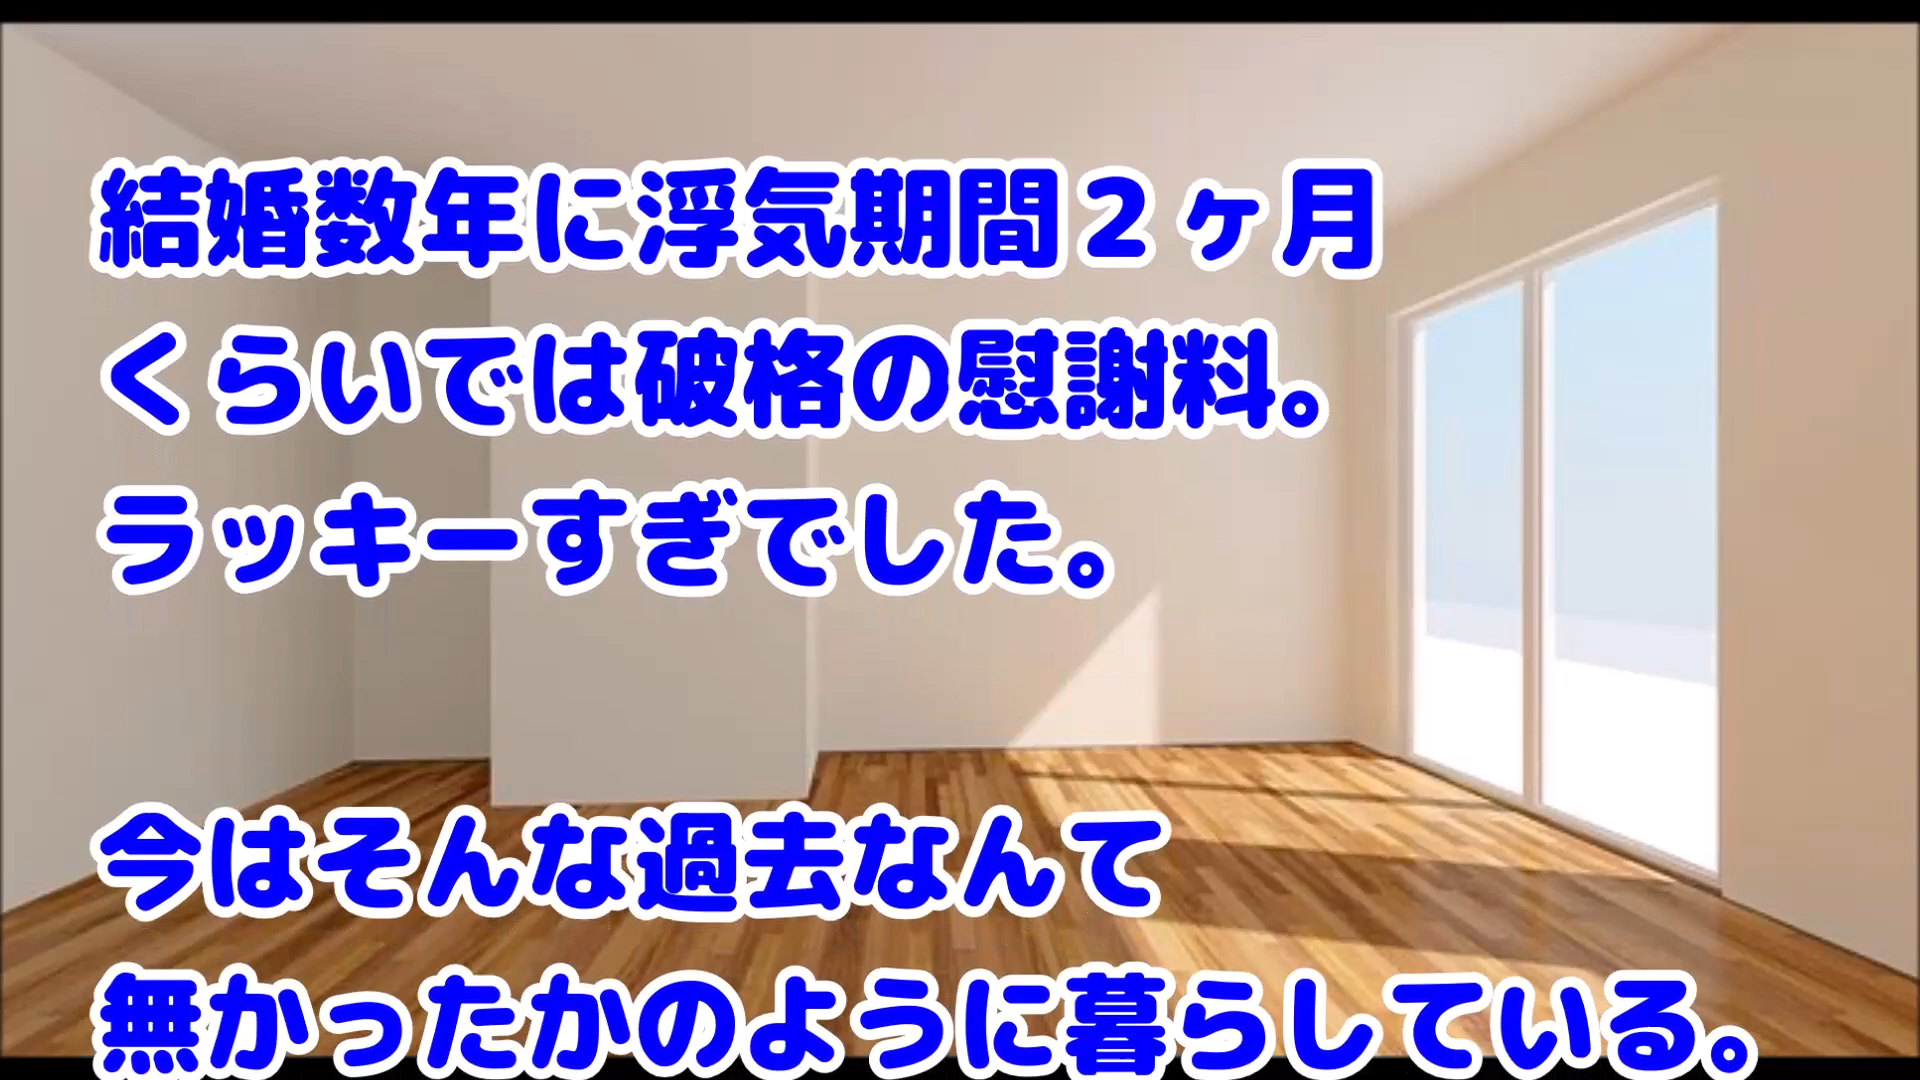 結婚数年に浮気期間２ヶ月
くらいでは破格の慰謝料。
ラッキーすぎでした。
今はそんな過去なんて
無かったかのように暮らしている。